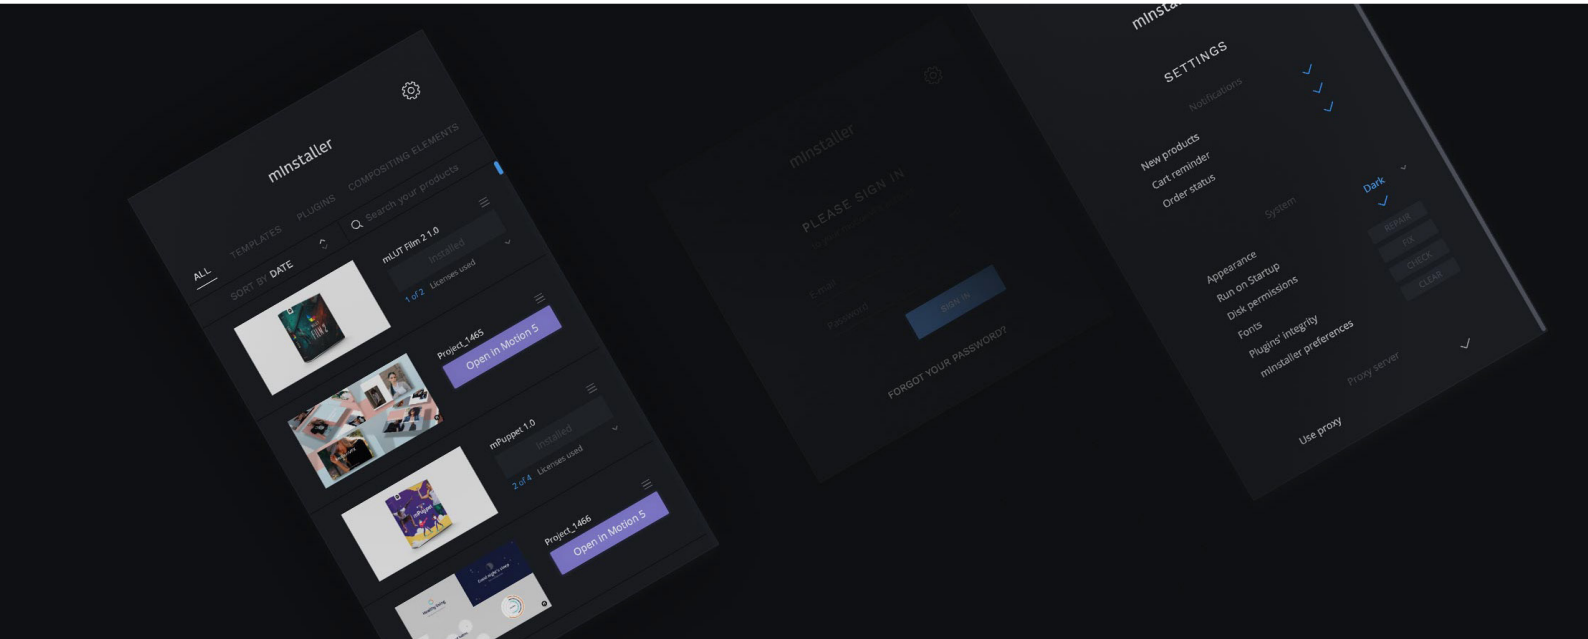 mInstaller
ALL
TEMPLATES
PLUGINS
COMPOSITING ELEMENTS
SORT BY DATE
Search your products
mLUT Film 2 1.0
Installed
1 of 2 Licenses used
FILM 2
Project_1465
Open in Motion 5
mPuppet 1.0
Installed
2 of 4 Licenses used
mPuppet
Project_1466
Open in Motion 5
mInstaller
PLEASE SIGN IN
E-mail
Password
SIGN IN
FORGOT YOUR PASSWORD?
SETTINGS
Notifications
New products
Cart reminder
Order status
System
Appearance
Dark
Run on Startup
Disk permissions
REPAIR
Fonts
FIX
Plugins' integrity
CHECK
mInstaller preferences
CLEAR
Proxy server
Use proxy